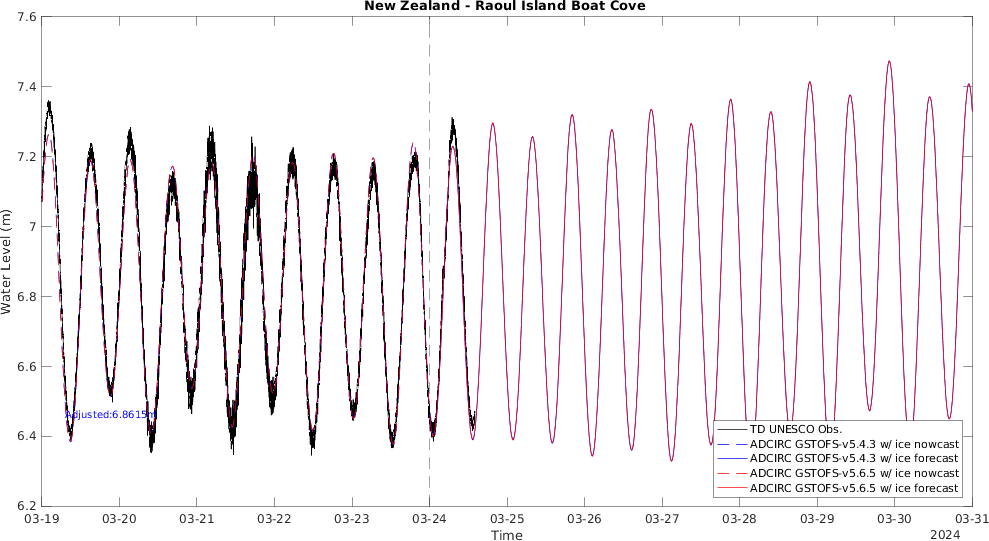 New Zealand - Raoul Island Boat Cove
7.6
7.4
7.2
7
6.8
6.6
6.4
6.2
Water Level (m)
Adjusted:6.8615m
TD UNESCO Obs.
ADCIRC GSTOFS-v5.4.3 w/ ice nowcast
ADCIRC GSTOFS-v5.4.3 w/ ice forecast
ADCIRC GSTOFS-v5.6.5 w/ ice nowcast
ADCIRC GSTOFS-v5.6.5 w/ ice forecast
03-19 03-20 03-21 03-22 03-23 03-24 03-25 03-26 03-27 03-28 03-29 03-30 03-31
Time
2024